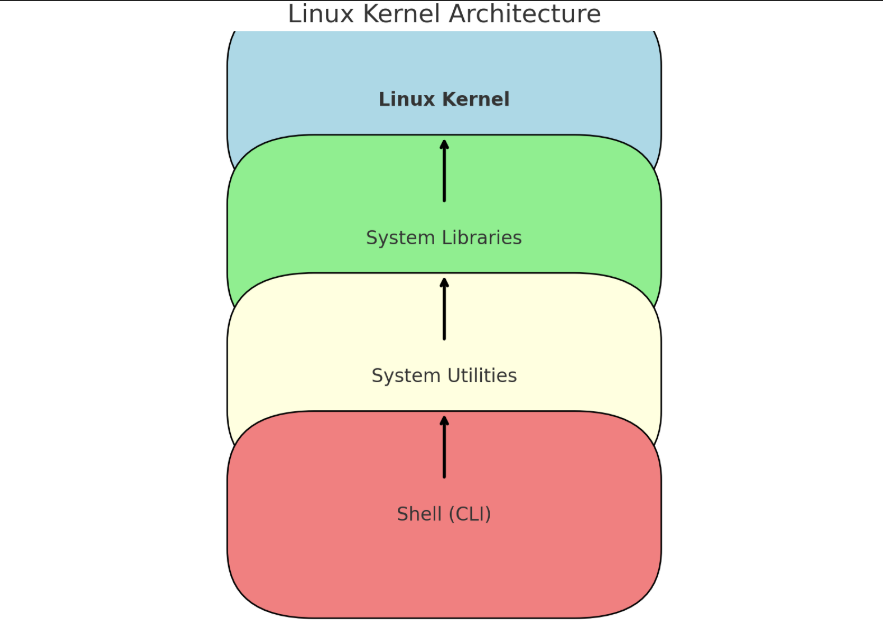 Linux Kernel Architecture
Linux Kernel
System Libraries
System Utilities
Shell (CLI)